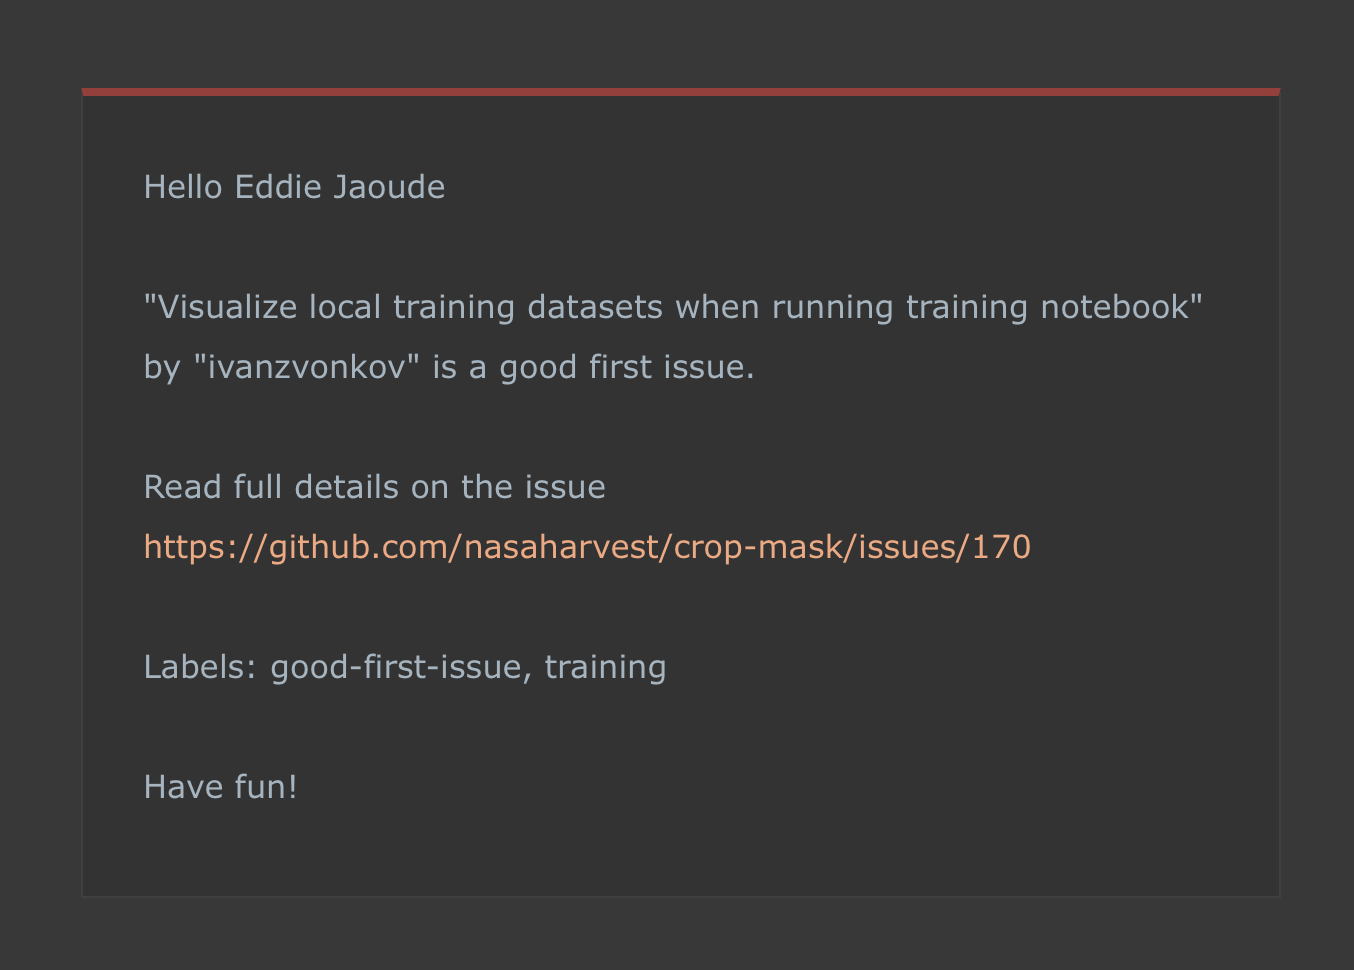 Hello Eddie Jaoude
"Visualize local training datasets when running training notebook"
by "ivanzvonkov" is a good first issue.
Read full details on the issue
https://github.com/nasaharvest/crop-mask/issues/170
Labels: good-first-issue, training
Have fun!